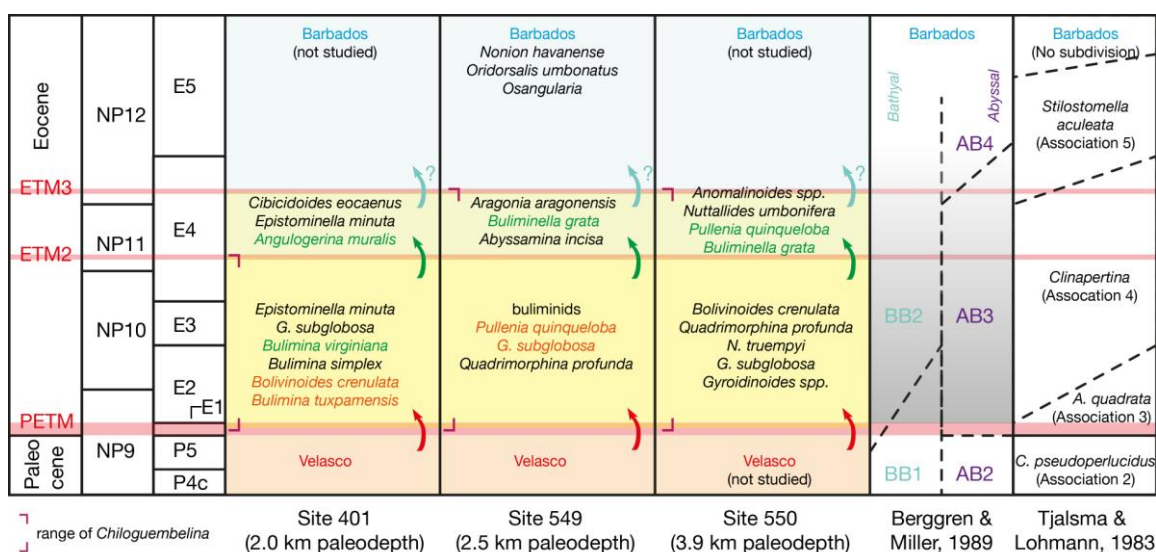 Eocene
Paleo
cene
ETM3
ETM2
PETM
NP12
NP11
NP10
NP9
E5
E4
E3
E2
E1
P5
P4c
Barbados
(not studied)
Cibicidoides eocaenus
Epistominella minuta
Angulogerina muralis
Epistominella minuta
G. subglobosa
Bulimina virginiana
Bulimina simplex
Bolivinoides crenulata
Bulimina tuxpamensis
Velasco
?
Barbados
Nonion havanense
Oridorsalis umbonatus
Osangularia
Aragonia aragonensis
Buliminella grata
Abyssamina incisa
buliminids
Pullenia quinqueloba
G. subglobosa
Quadrimorphina profunda
Velasco
?
Barbados
(not studied)
Anomalinoides spp.
Nuttallides umbonifera
Pullenia quinqueloba
Buliminella grata
Bolivinoides crenulata
Quadrimorphina profunda
N. truempyi
G. subglobosa
Gyroidinoides spp.
Velasco
(not studied)
?
Barbados
Bathyal
Abyssal
AB4
BB2
AB3
BB1
AB2
Barbados
(No subdivision)
Stilostomella
aculeata
(Association 5)
Clinapertina
(Assocation 4)
A. quadrata
(Association 3)
C. pseudoperlucidus
(Association 2)
range of Chiloguembelina
Site 401
(2.0 km paleodepth)
Site 549
(2.5 km paleodepth)
Site 550
(3.9 km paleodepth)
Berggren &
Miller, 1989
Tjalsma &
Lohmann, 1983